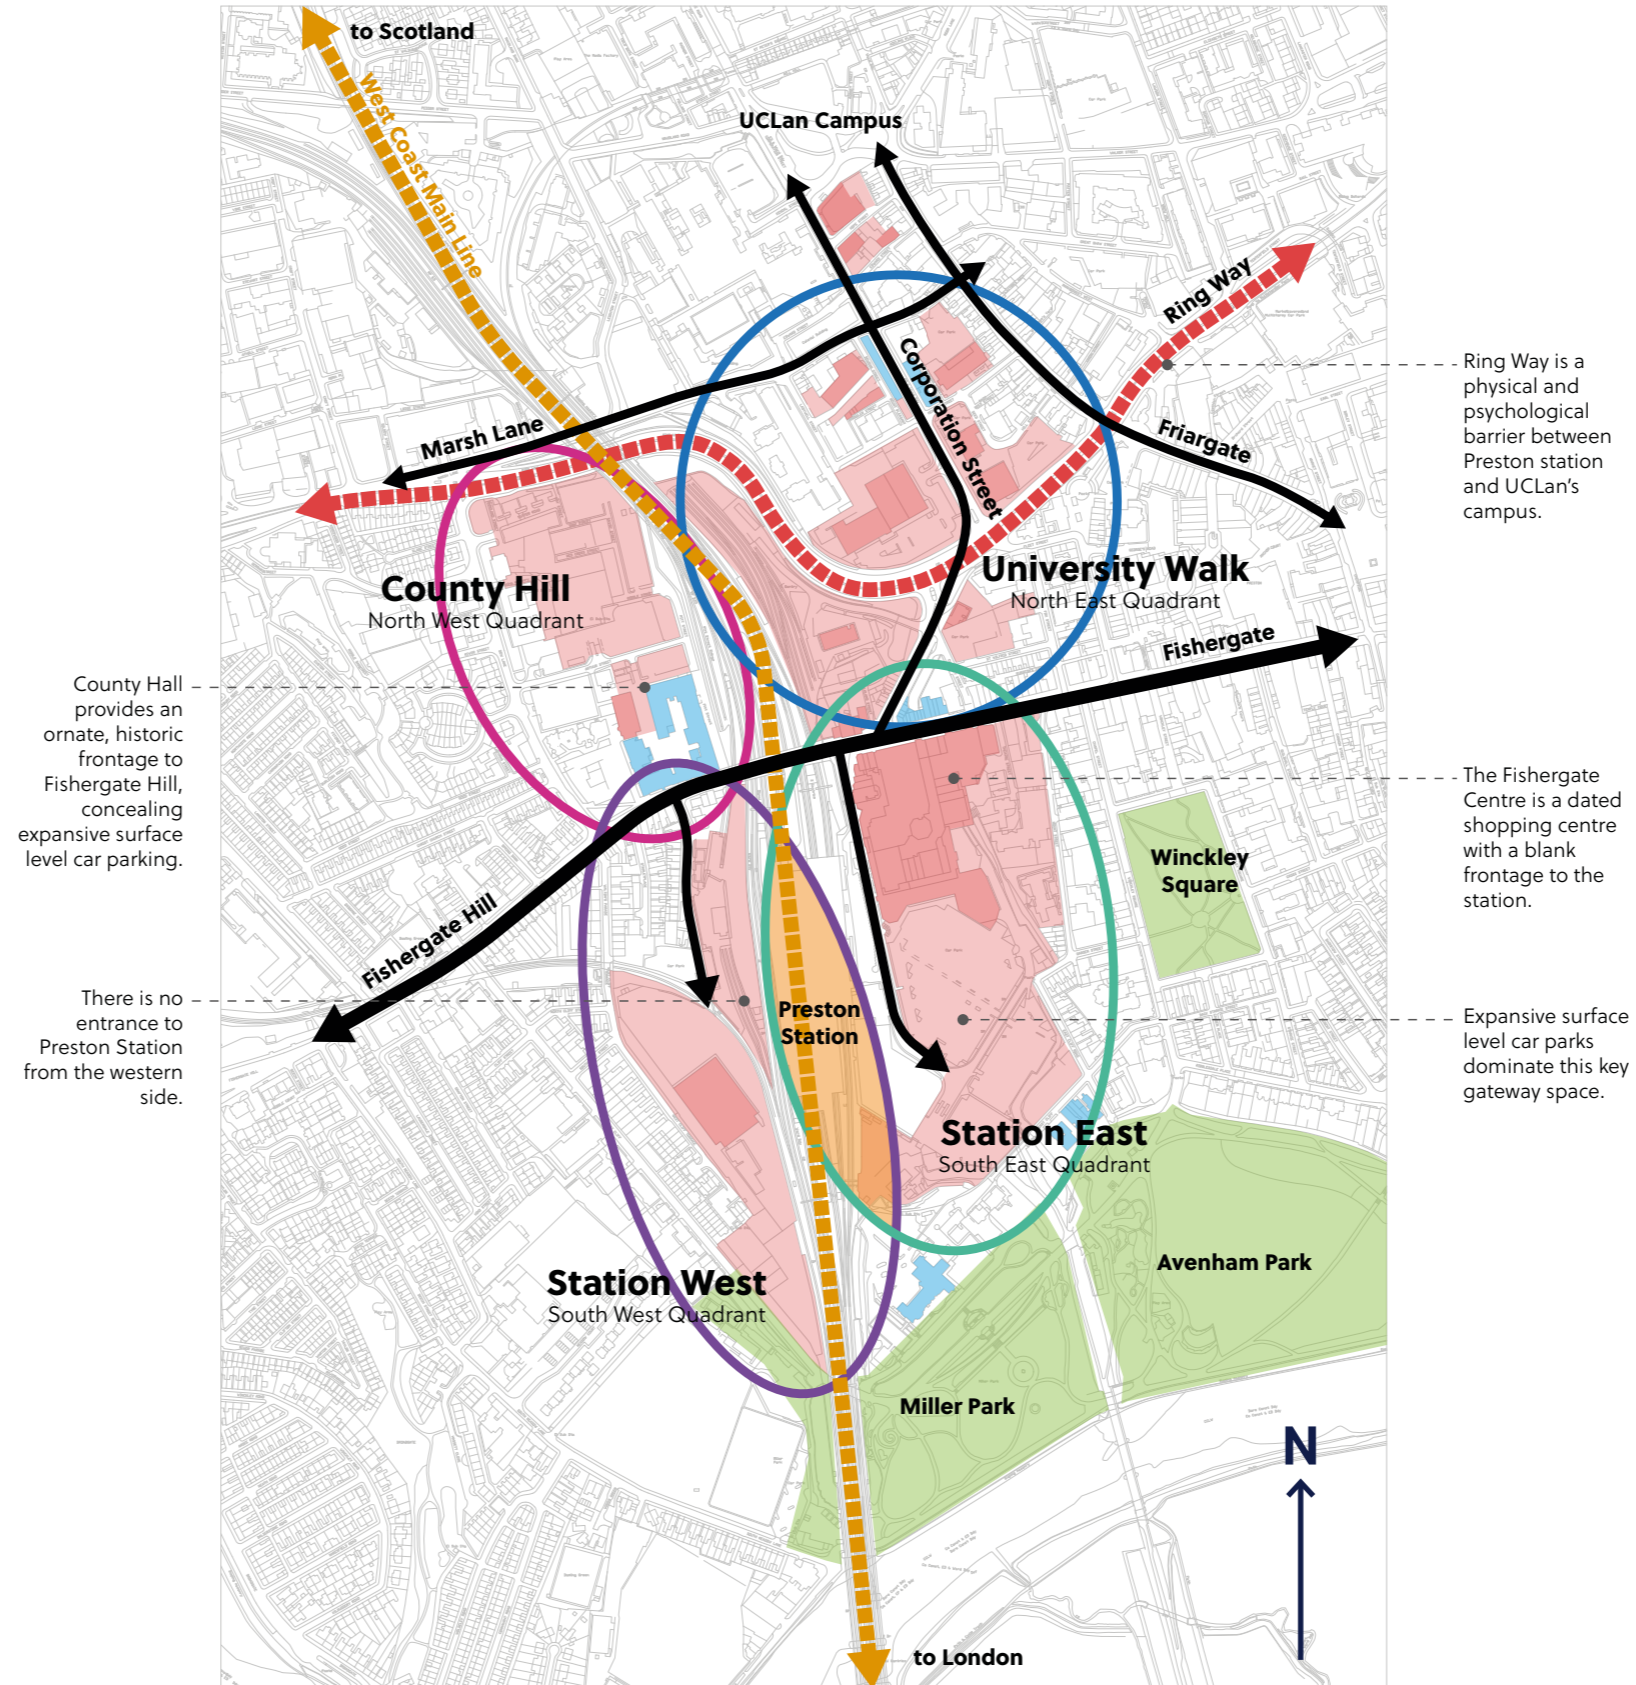 to Scotland
West Coast Main Line
UCLan Campus
Ring Way
Ring Way is a
physical and
psychological
barrier between
Preston station
and UCLan’s
campus.
Corporation Street
Marsh Lane
Friargate
County Hill
North West Quadrant
University Walk
North East Quadrant
Fishergate
County Hall
provides an
ornate, historic
frontage to
Fishergate Hill,
concealing
expansive surface
level car parking.
The Fishergate
Centre is a dated
shopping centre
with a blank
frontage to the
station.
Winckley
Square
Fishergate Hill
There is no
entrance to
Preston Station
from the western
side.
Preston
Station
Expansive surface
level car parks
dominate this key
gateway space.
Station East
South East Quadrant
Station West
South West Quadrant
Avenham Park
Miller Park
N
to London